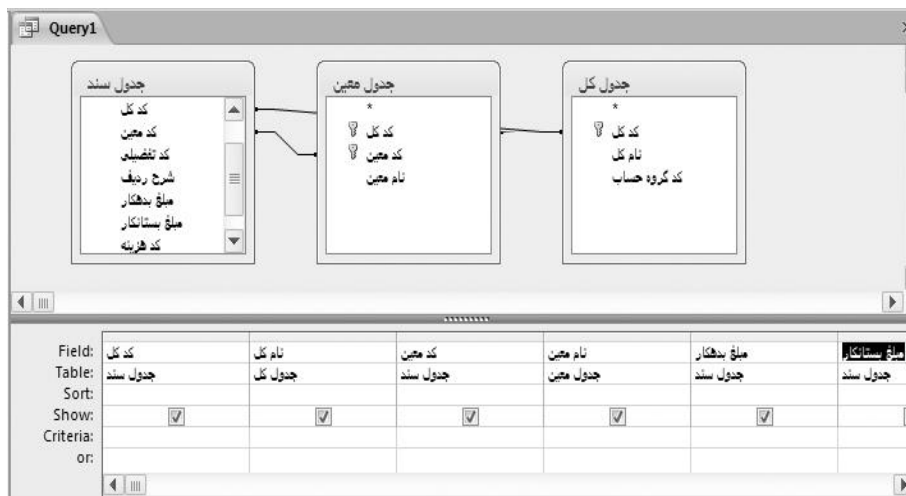 Query1
جدول سند
کد کل
کد معین
کد تفضیلی
شرح ردیف
مبلغ بدهکار
مبلغ بستانکار
کد هزینه
جدول معین
*
کد کل
کد معین
نام معین
جدول کل
*
کد کل
نام کل
کد گروه حساب
Field: کد کل نام کل کد معین نام معین مبلغ بدهکار مبلغ بستانکار
Table: جدول سند جدول کل جدول سند جدول معین جدول سند جدول سند
Sort:
Show:
Criteria:
or: